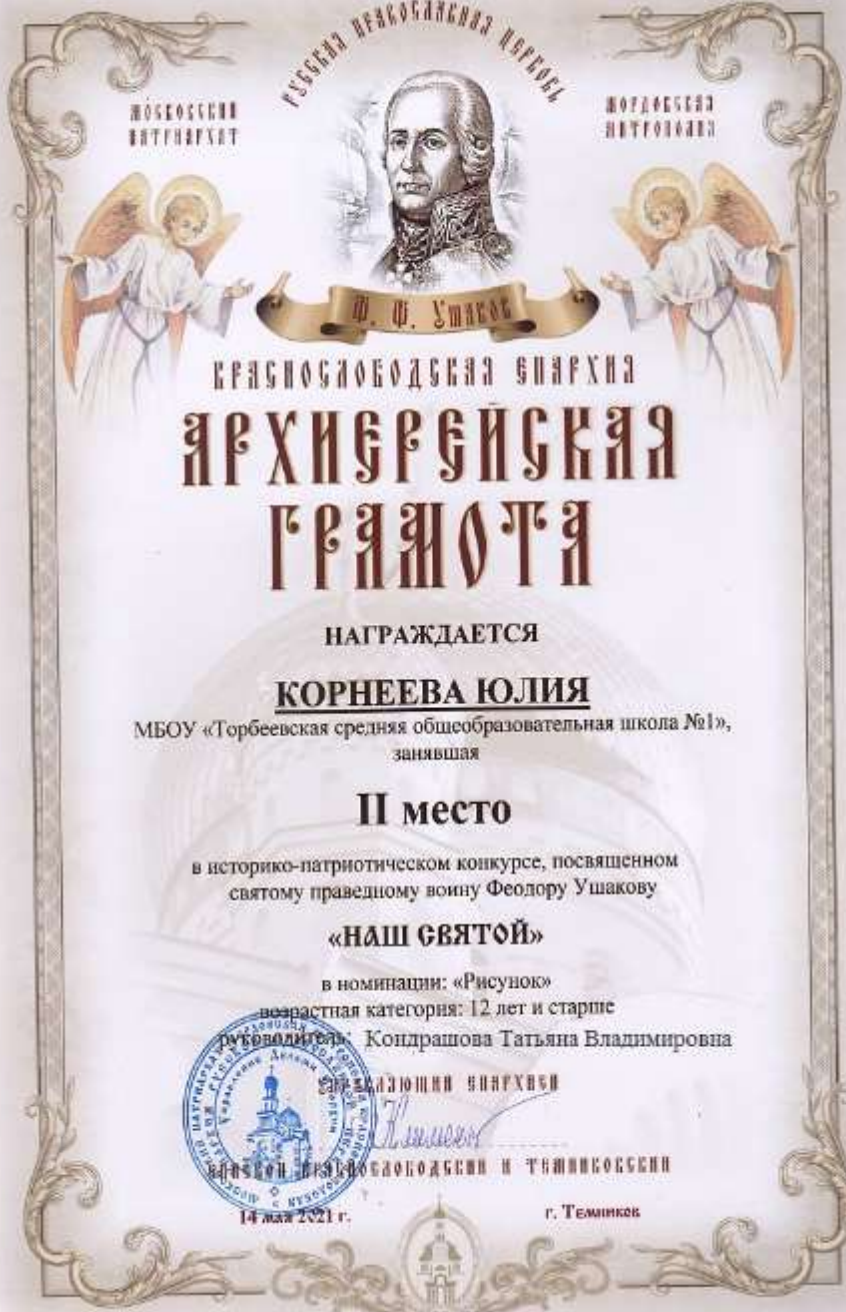 РУССКАЯ ПРАВОСЛАВНАЯ ЦЕРКОВЬ
МОСКОВСКИЙ
ПАТРИАРХАТ
МОРДОВСКАЯ
МИТРОПОЛИЯ
Ф. Ф. Ушаков
КРАСНОСЛОБОДСКАЯ ЕПАРХИЯ
АРХИЕРЕЙСКАЯ
ГРАМОТА
НАГРАЖДАЕТСЯ
КОРНЕЕВА ЮЛИЯ
МБОУ «Торбеевская средняя общеобразовательная школа №1»,
занявшая
II место
в историко-патриотическом конкурсе, посвященном
святому праведному воину Феодору Ушакову
«НАШ СВЯТОЙ»
в номинации: «Рисунок»
возрастная категория: 12 лет и старше
руководитель: Кондрашова Татьяна Владимировна
УПРАВЛЯЮЩИЙ ЕПАРХИЕЙ
Климент
ЕПИСКОП КРАСНОСЛОБОДСКИЙ И ТЕМНИКОВСКИЙ
14 мая 2021 г.
г. Темников